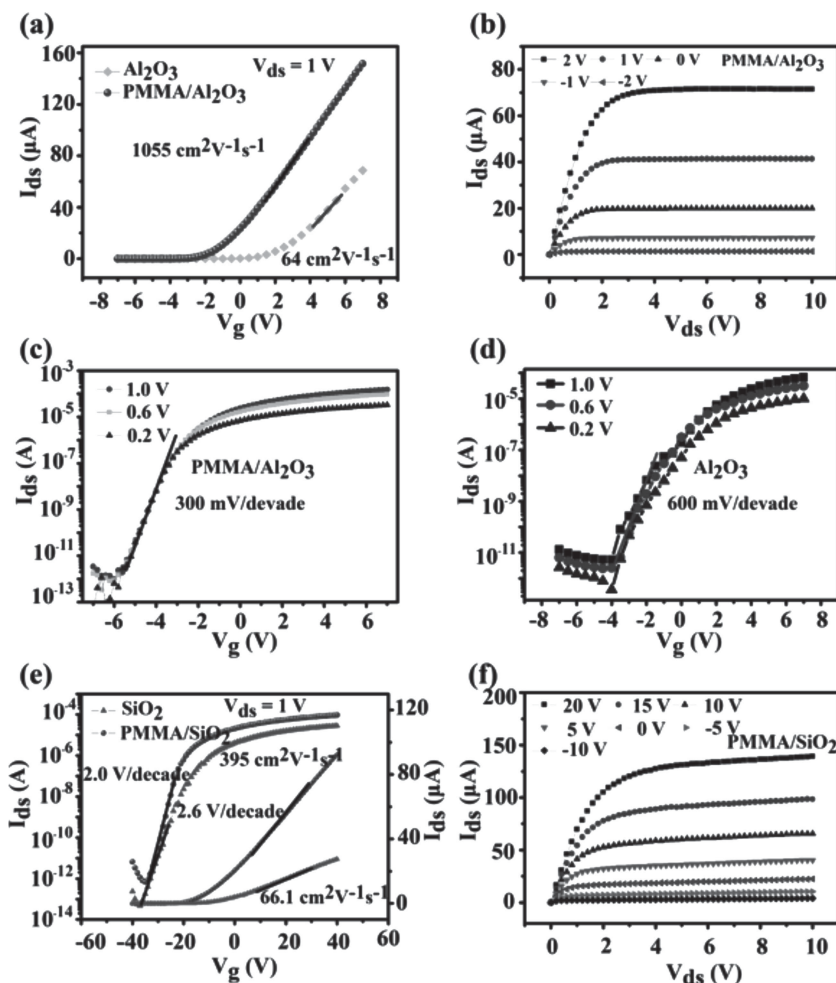 (a)
160
120
80
40
0
Ids (μA)
Al2O3
PMMA/Al2O3
Vds = 1 V
1055 cm2V-1s-1
64 cm2V-1s-1
-8 -6 -4 -2 0 2 4 6 8
Vg (V)
(b)
80
60
40
20
0
Ids (μA)
2 V 1 V 0 V PMMA/Al2O3
-1 V -2 V
0 2 4 6 8 10
Vds (V)
(c)
10-3
10-5
10-7
10-9
10-11
10-13
Ids (A)
1.0 V
0.6 V
0.2 V
PMMA/Al2O3
300 mV/devade
-6 -4 -2 0 2 4 6
Vg (V)
(d)
10-5
10-7
10-9
10-11
Ids (A)
1.0 V
0.6 V
0.2 V
Al2O3
600 mV/devade
-8 -6 -4 -2 0 2 4 6 8
Vg (V)
(e)
10-4
10-6
10-8
10-10
10-12
10-14
Ids (A)
SiO2
PMMA/SiO2
Vds = 1 V
2.0 V/decade
395 cm2V-1s-1
2.6 V/decade
66.1 cm2V-1s-1
120
80
40
0
Ids (μA)
-60 -40 -20 0 20 40 60
Vg (V)
(f)
200
150
100
50
0
Ids (μA)
20 V 15 V 10 V
5 V 0 V -5 V
-10 V PMMA/SiO2
0 2 4 6 8 10
Vds (V)